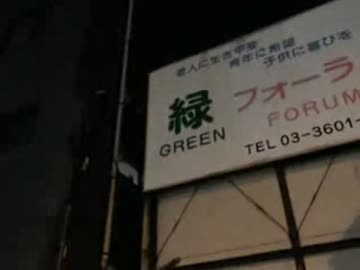 老人に生き甲斐
青年に希望
子供に喜びを
緑 フォーラ
GREEN FORUM
TEL 03-3601-